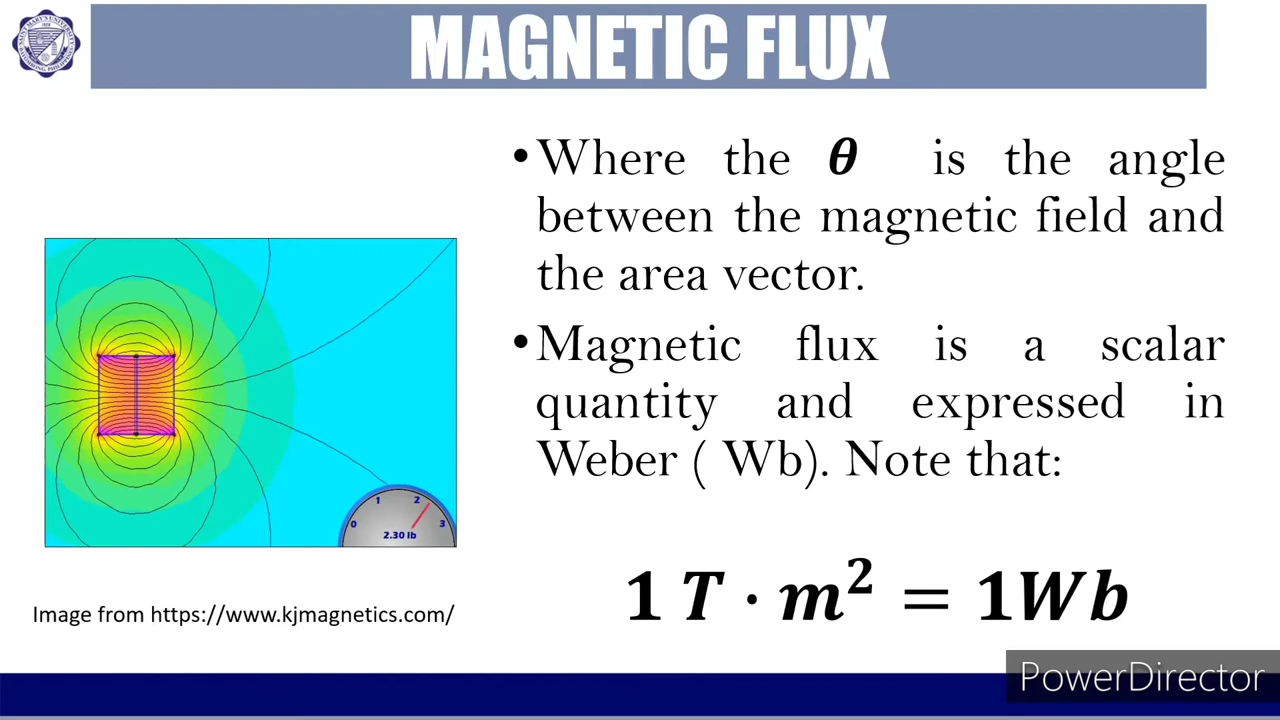 MAGNETIC FLUX
•Where the θ is the angle
between the magnetic field and
the area vector.
•Magnetic flux is a scalar
quantity and expressed in
Weber ( Wb). Note that:
1 T · m² = 1Wb
0 1 2 3
2.30 lb
Image from https://www.kjmagnetics.com/
PowerDirector